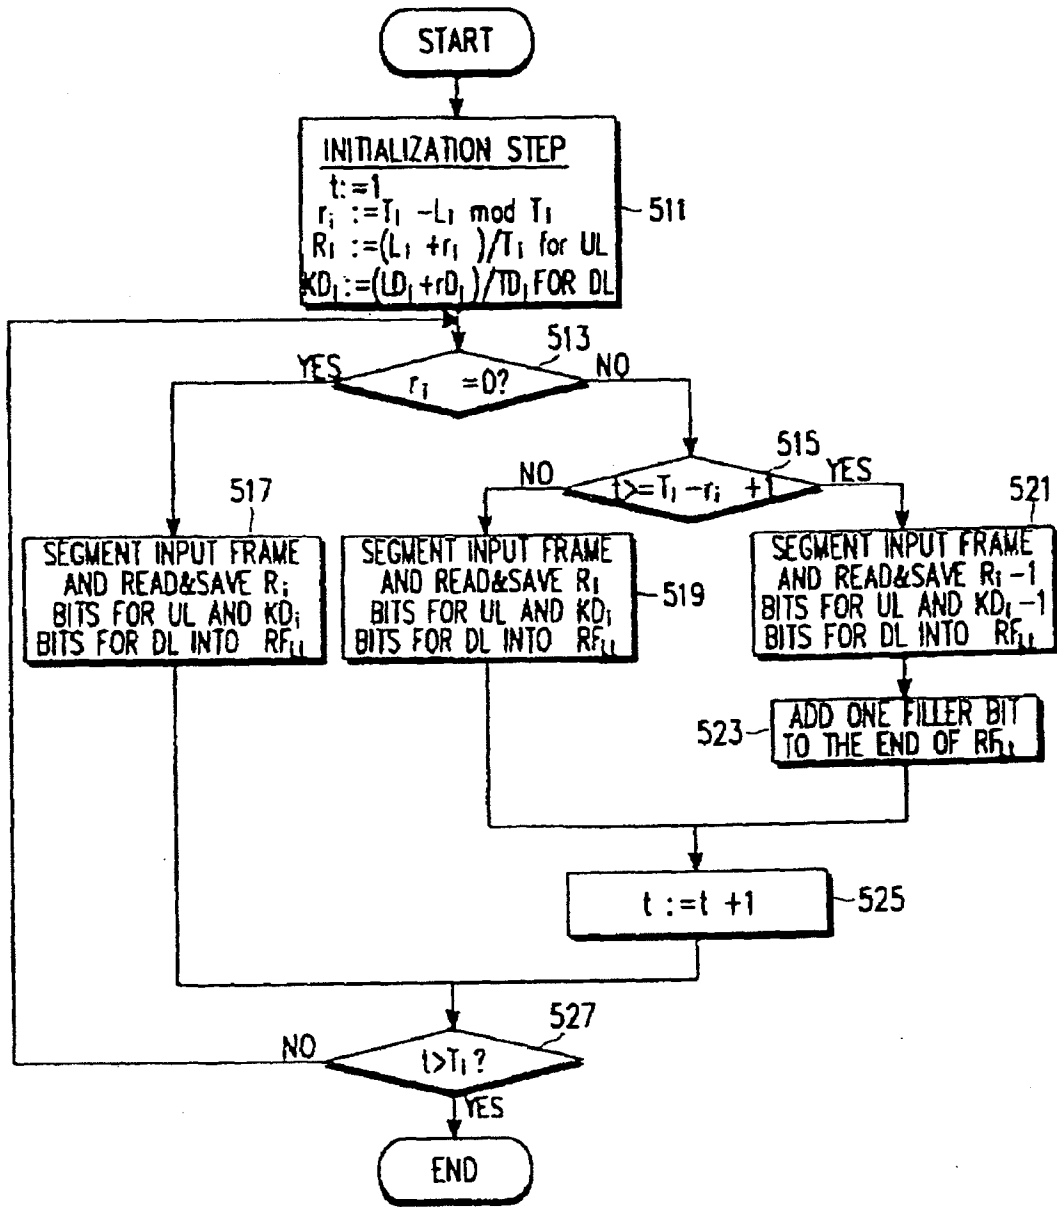 START
INITIALIZATION STEP
t:=1
rᵢ :=Tᵢ -Lᵢ mod Tᵢ
Rᵢ :=(Lᵢ +rᵢ )/Tᵢ for UL
KDᵢ:=(LDᵢ+rDᵢ)/TDᵢ FOR DL
511
513
YES
NO
rᵢ =0?
515
NO
YES
t>=Tᵢ-rᵢ +1
517
521
SEGMENT INPUT FRAME
AND READ&SAVE Rᵢ
BITS FOR UL AND KDᵢ
BITS FOR DL INTO RFᵢ,ₜ
SEGMENT INPUT FRAME
AND READ&SAVE Rᵢ
BITS FOR UL AND KDᵢ
BITS FOR DL INTO RFᵢ,ₜ
519
SEGMENT INPUT FRAME
AND READ&SAVE Rᵢ-1
BITS FOR UL AND KDᵢ-1
BITS FOR DL INTO RFᵢ,ₜ
523
ADD ONE FILLER BIT
TO THE END OF RFᵢ,ₜ
t :=t +1
525
527
NO
t>Tᵢ?
YES
END